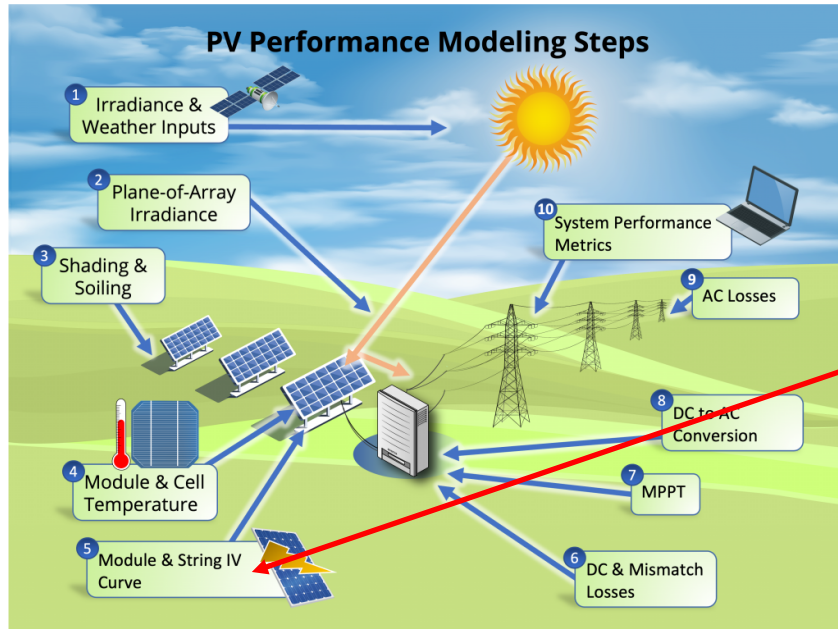 PV Performance Modeling Steps
1
Irradiance &
Weather Inputs
2
Plane-of-Array
Irradiance
3
Shading &
Soiling
4
Module & Cell
Temperature
5
Module & String IV
Curve
6
DC & Mismatch
Losses
7
MPPT
8
DC to AC
Conversion
9
AC Losses
10
System Performance
Metrics